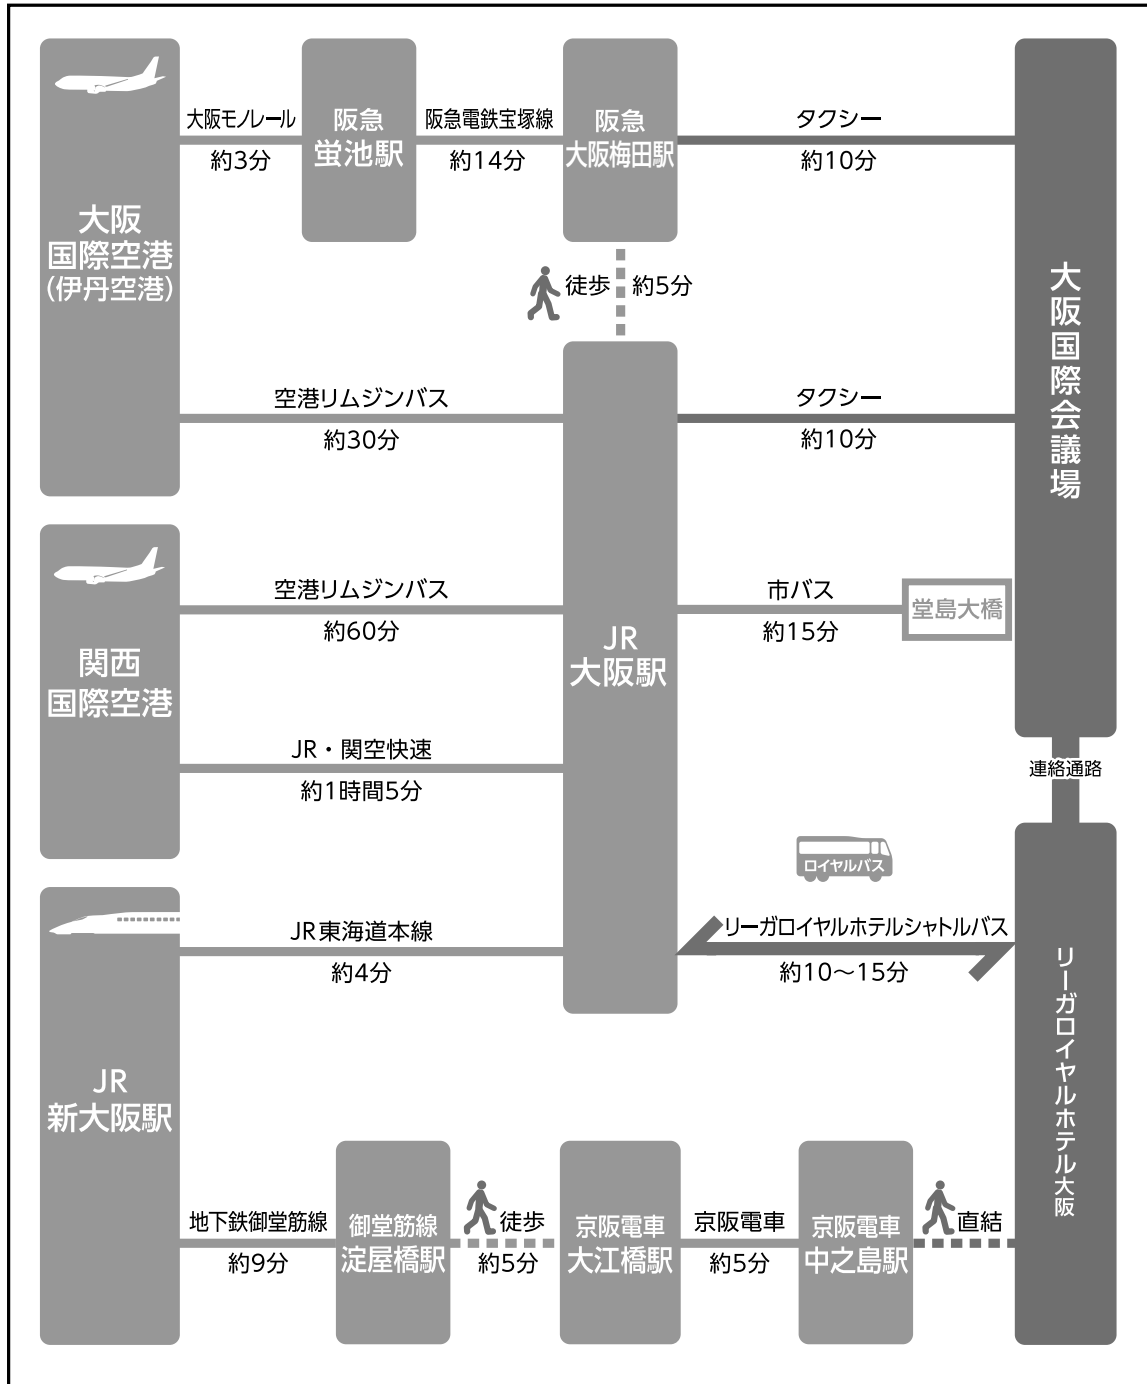 大阪
国際空港
(伊丹空港)
大阪モノレール
約3分
阪急
蛍池駅
阪急電鉄宝塚線
約14分
阪急
大阪梅田駅
タクシー
約10分
徒歩 約5分
空港リムジンバス
約30分
タクシー
約10分
大阪国際会議場
関西
国際空港
空港リムジンバス
約60分
JR
大阪駅
市バス
約15分
堂島大橋
JR・関空快速
約1時間5分
連絡通路
ロイヤルバス
JR
新大阪駅
JR東海道本線
約4分
リーガロイヤルホテルシャトルバス
約10〜15分
リーガロイヤルホテル大阪
地下鉄御堂筋線
約9分
御堂筋線
淀屋橋駅
徒歩
約5分
京阪電車
大江橋駅
京阪電車
約5分
京阪電車
中之島駅
直結